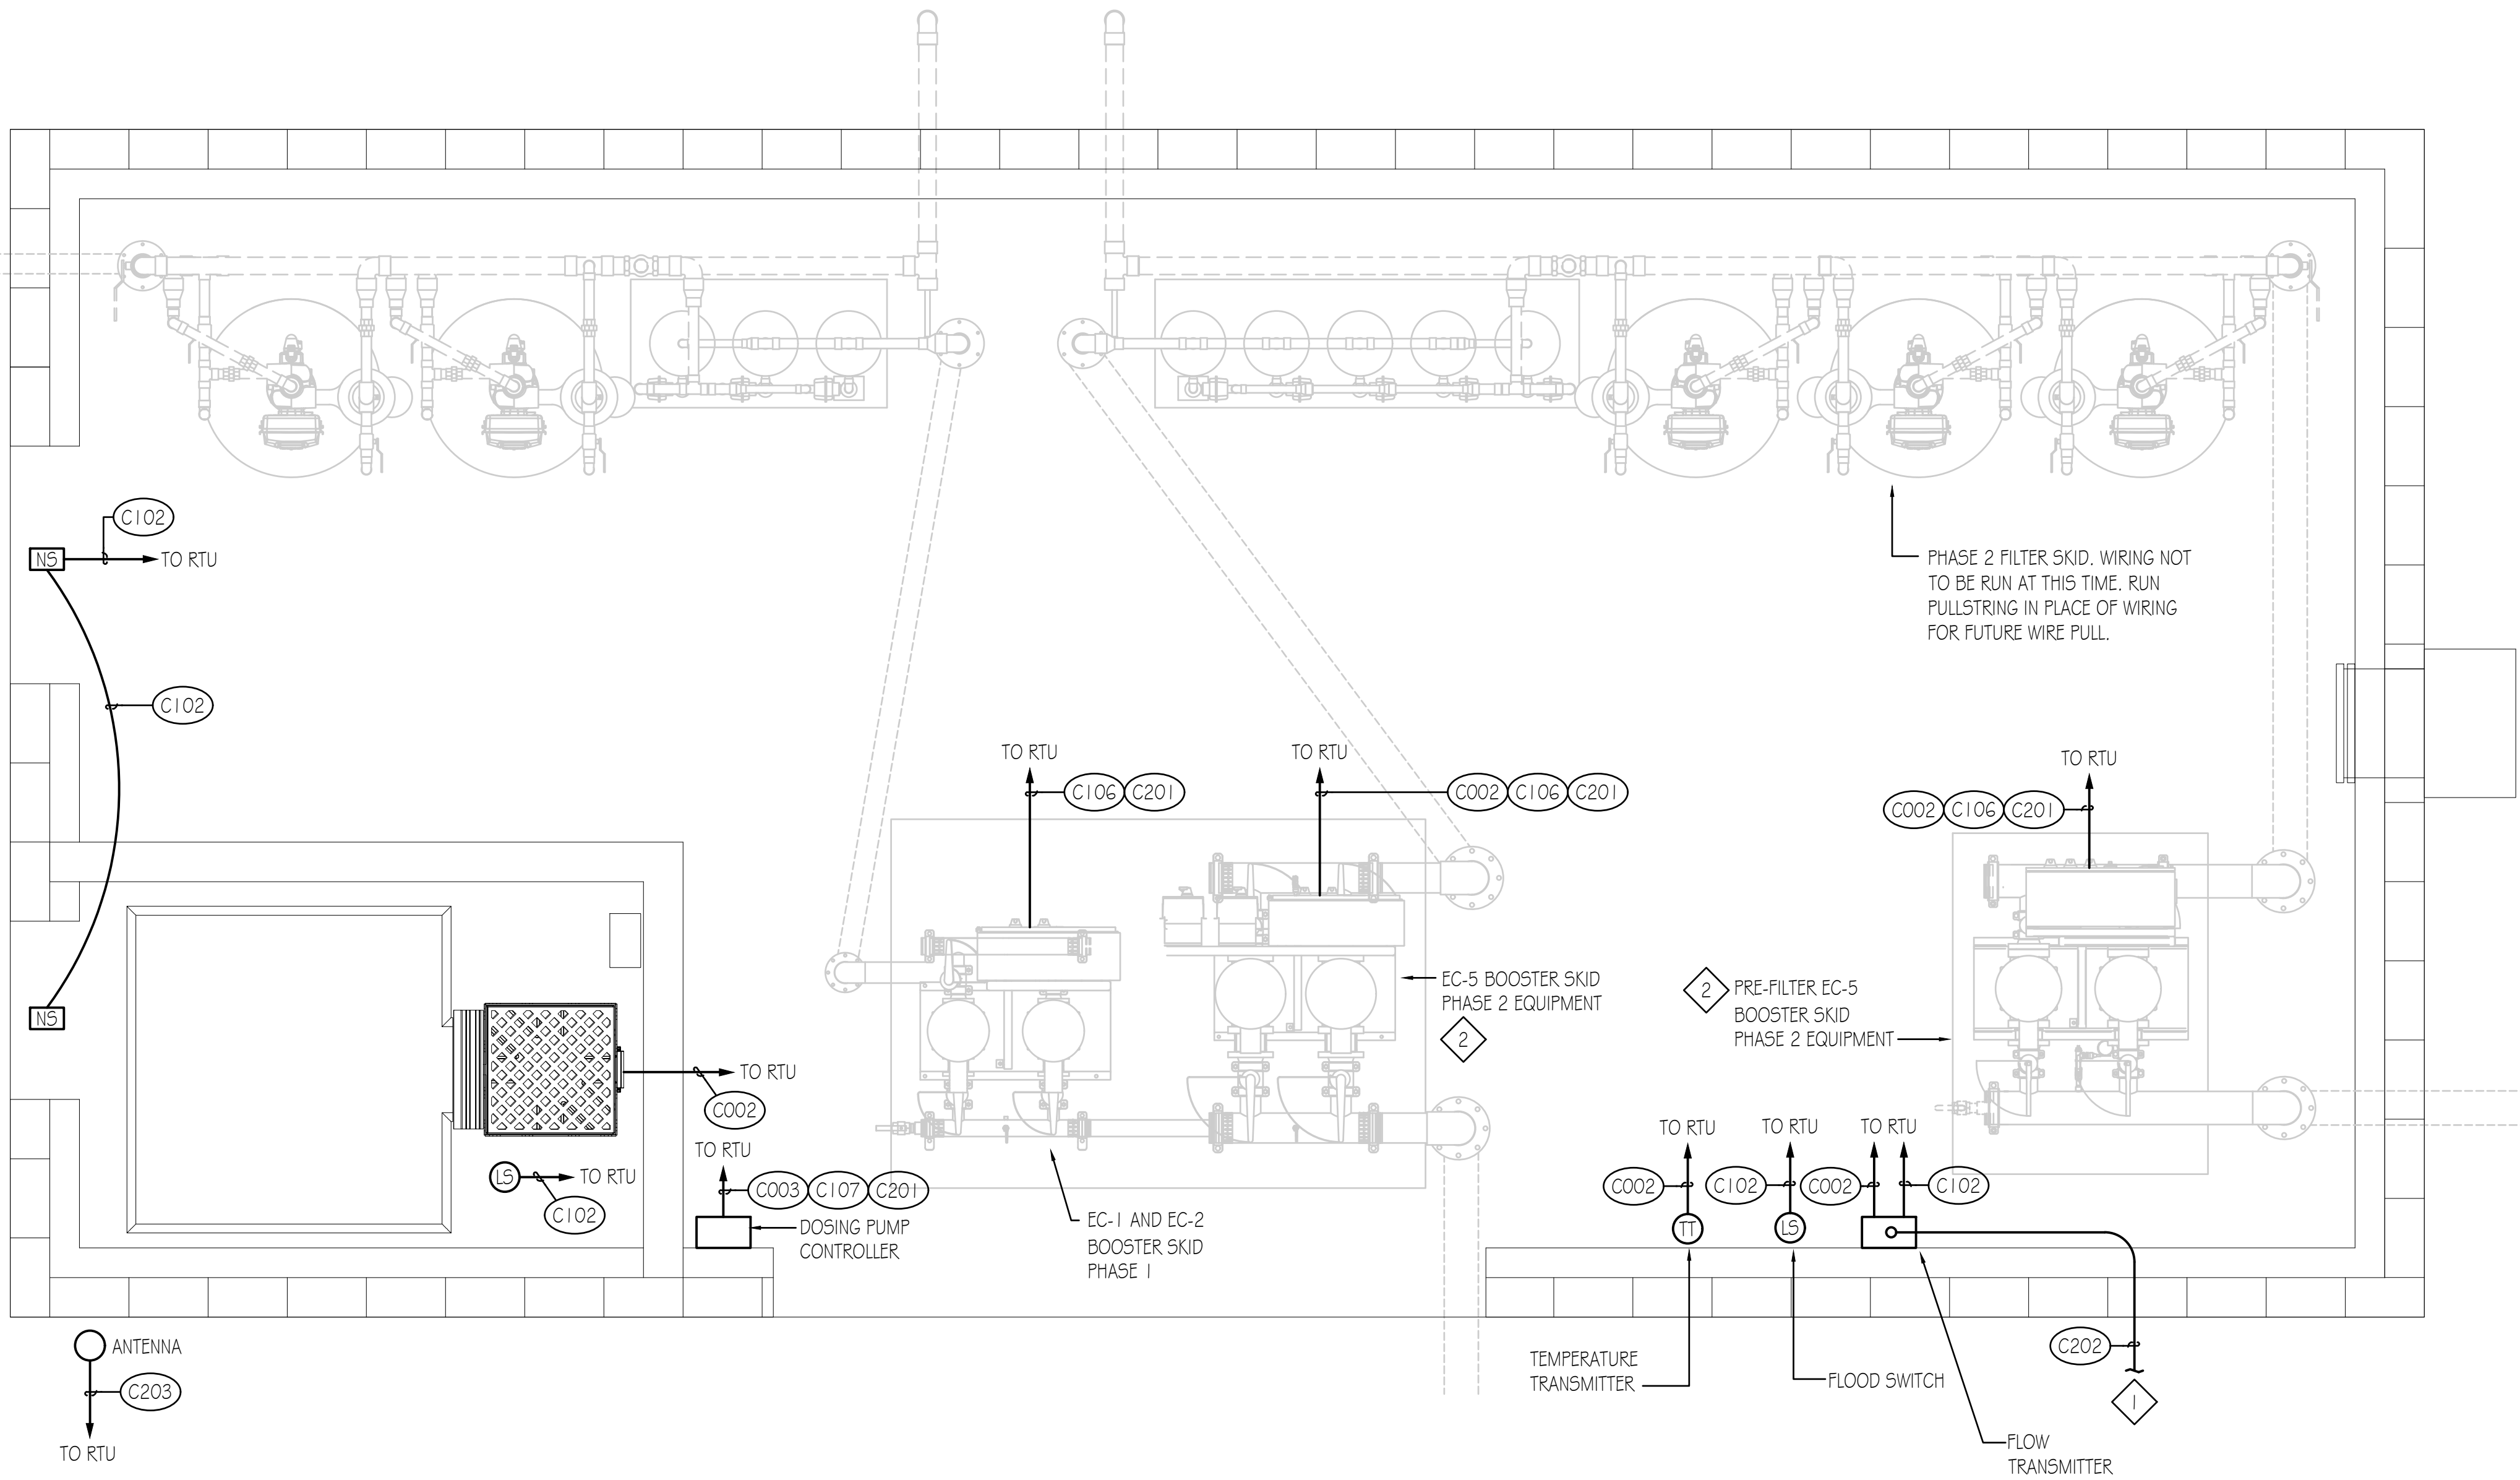 C102
NS
TO RTU
PHASE 2 FILTER SKID. WIRING NOT
TO BE RUN AT THIS TIME. RUN
PULLSTRING IN PLACE OF WIRING
FOR FUTURE WIRE PULL.
C102
TO RTU
C106 C201
TO RTU
C002 C106 C201
TO RTU
C002 C106 C201
EC-5 BOOSTER SKID
PHASE 2 EQUIPMENT
2
2
PRE-FILTER EC-5
BOOSTER SKID
PHASE 2 EQUIPMENT
NS
TO RTU
C002
LS
TO RTU
C102
TO RTU
C003 C107 C201
DOSING PUMP
CONTROLLER
EC-1 AND EC-2
BOOSTER SKID
PHASE 1
TO RTU
C002
TT
TO RTU
C102
LS
TO RTU
C002
C102
ANTENNA
C203
TO RTU
TEMPERATURE
TRANSMITTER
FLOOD SWITCH
C202
1
FLOW
TRANSMITTER